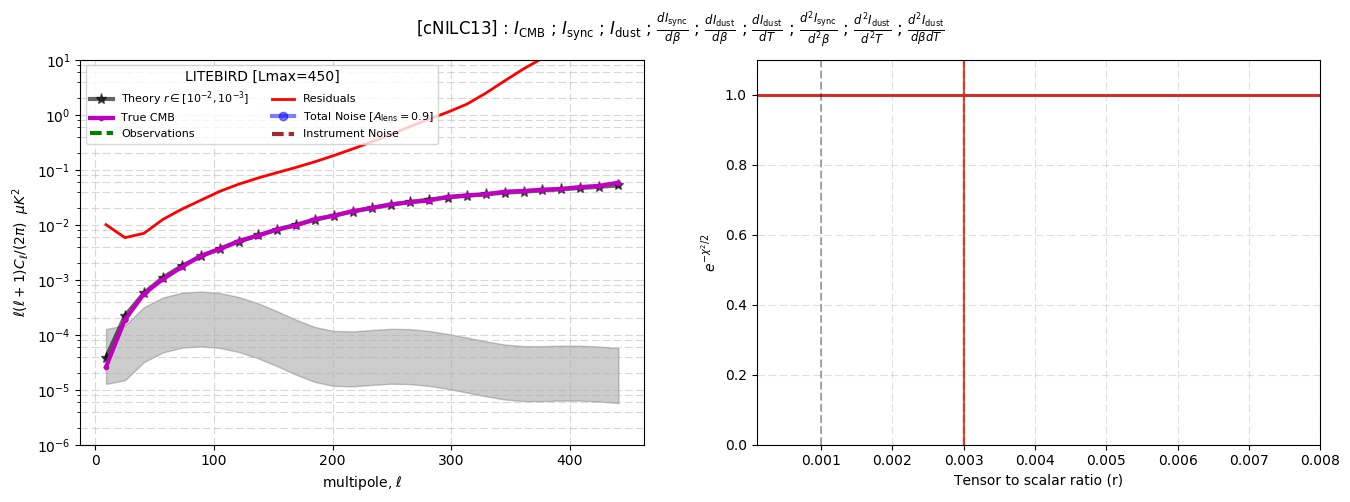 [cNILC13] : I_CMB ; I_sync ; I_dust ; dI_sync/dβ ; dI_dust/dβ ; dI_dust/dT ; d²I_sync/d²β ; d²I_dust/d²T ; d²I_dust/dβdT
LITEBIRD [Lmax=450]
Theory r ∈ [10⁻², 10⁻³]
True CMB
Observations
Residuals
Total Noise [A_lens = 0.9]
Instrument Noise
ℓ(ℓ + 1)C_ℓ/(2π) μK²
10¹
10⁰
10⁻¹
10⁻²
10⁻³
10⁻⁴
10⁻⁵
10⁻⁶
0 100 200 300 400
multipole, ℓ
e^{-χ²/2}
1.0
0.8
0.6
0.4
0.2
0.0
0.001 0.002 0.003 0.004 0.005 0.006 0.007 0.008
Tensor to scalar ratio (r)